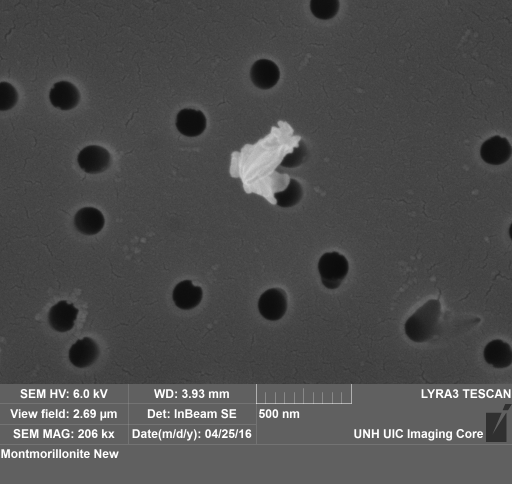 SEM HV: 6.0 kV WD: 3.93 mm LYRA3 TESCAN
View field: 2.69 µm Det: InBeam SE 500 nm
SEM MAG: 206 kx Date(m/d/y): 04/25/16 UNH UIC Imaging Core
Montmorillonite New